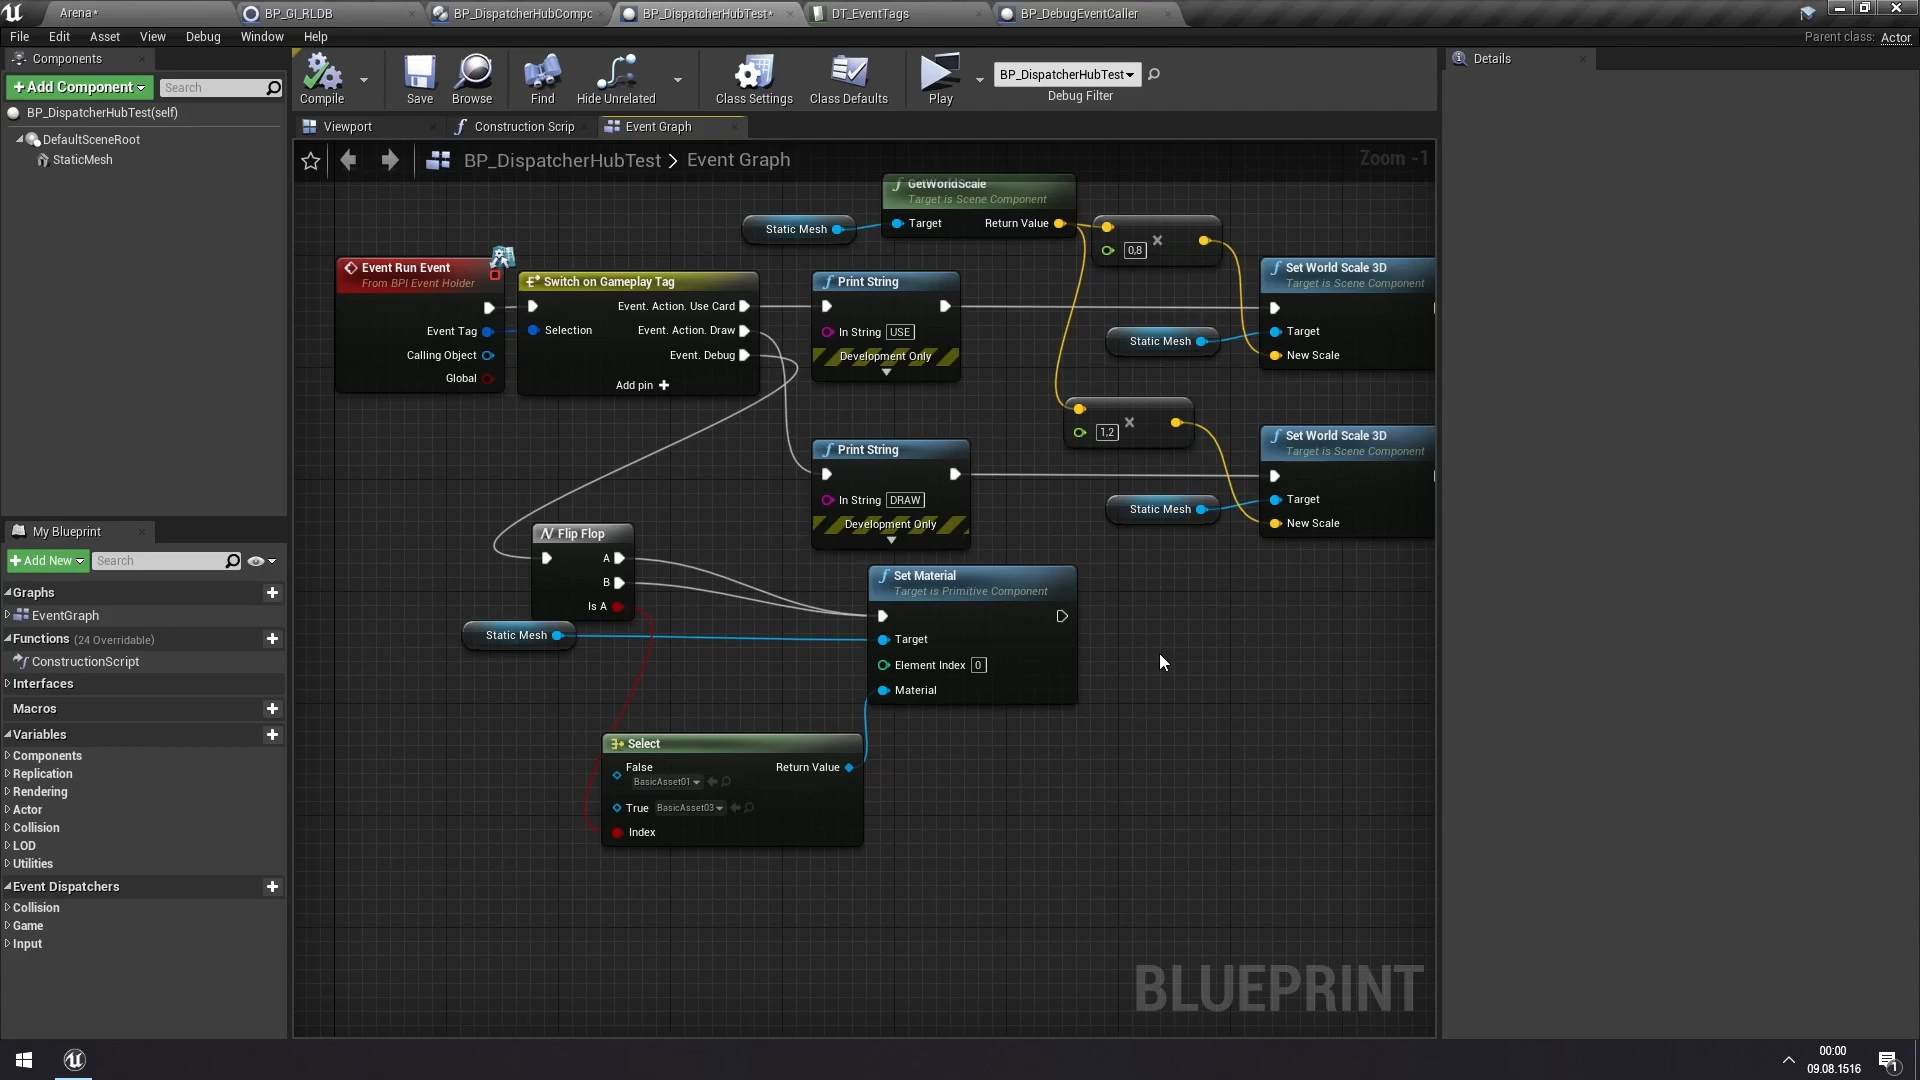 Arena*
BP_GI_RLDB
BP_DispatcherHubCompo
BP_DispatcherHubTest*
DT_EventTags
BP_DebugEventCaller
File
Edit
Asset
View
Debug
Window
Help
Parent class: Actor
Components
+Add Component
Search
BP_DispatcherHubTest(self)
DefaultSceneRoot
StaticMesh
Compile
Save
Browse
Find
Hide Unrelated
Class Settings
Class Defaults
Play
BP_DispatcherHubTest
Debug Filter
Details
Viewport
Construction Scrip
Event Graph
BP_DispatcherHubTest > Event Graph
Zoom -1
GetWorldScale
Target is Scene Component
Target
Return Value
Static Mesh
0,8
Event Run Event
From BPI Event Holder
Event Tag
Calling Object
Global
Switch on Gameplay Tag
Event. Action. Use Card
Selection
Event. Action. Draw
Event. Debug
Add pin +
Print String
In String USE
Development Only
Set World Scale 3D
Target is Scene Component
Static Mesh
Target
New Scale
1,2
Print String
In String DRAW
Development Only
Set World Scale 3D
Target is Scene Component
Static Mesh
Target
New Scale
Flip Flop
A
B
Is A
Static Mesh
Set Material
Target is Primitive Component
Target
Element Index 0
Material
Select
False
Return Value
BasicAsset01
True BasicAsset03
Index
My Blueprint
+Add New
Search
Graphs
EventGraph
Functions (24 Overridable)
ConstructionScript
Interfaces
Macros
Variables
Components
Replication
Rendering
Actor
Collision
LOD
Utilities
Event Dispatchers
Collision
Game
Input
BLUEPRINT
00:00
09.08.1516
1